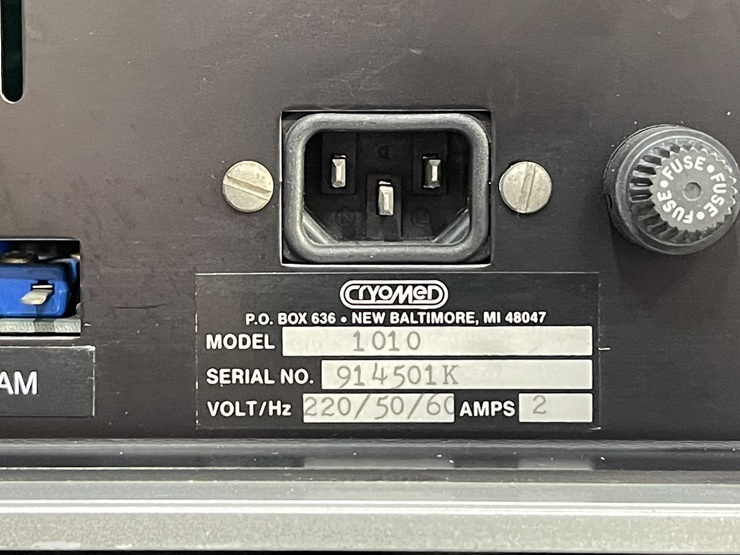 FUSE • FUSE • FUSE •
CRYOMED
P.O. BOX 636 • NEW BALTIMORE, MI 48047
MODEL 1010
SERIAL NO. 914501K
VOLT/Hz 220/50/60 AMPS 2
AM